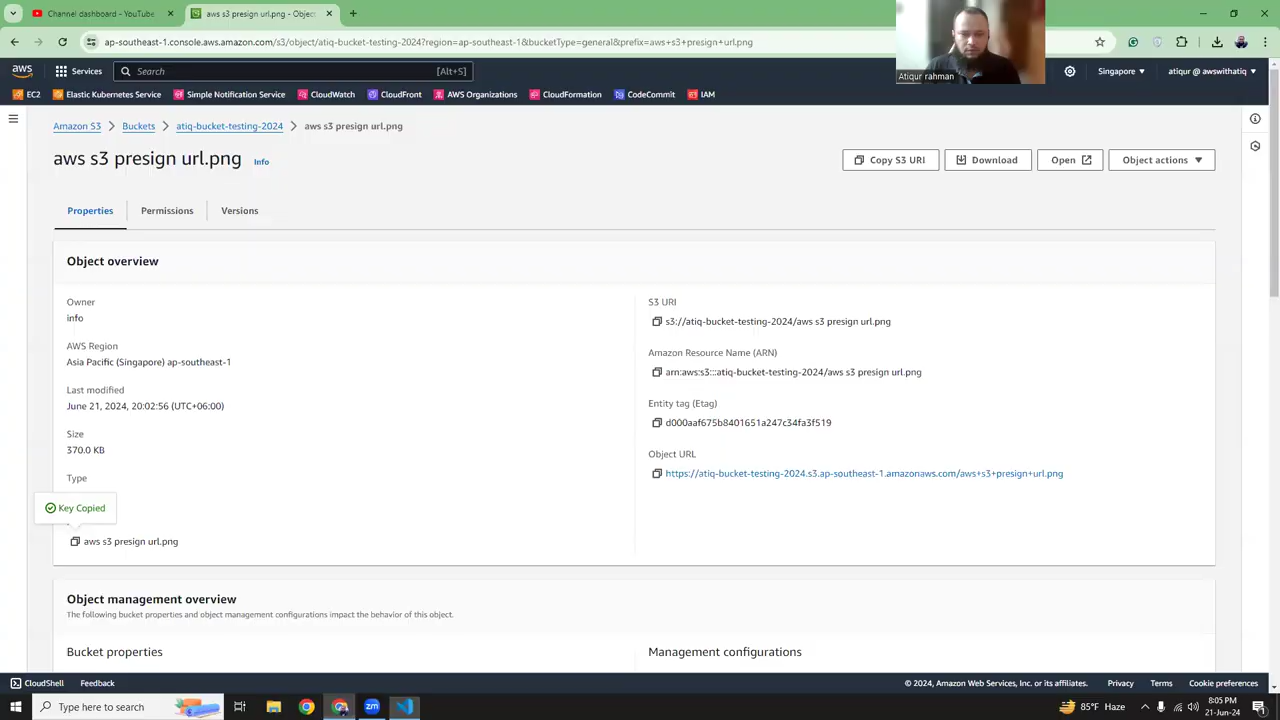 Channel dashboard - YouTube
aws s3 presign url.png - Object
ap-southeast-1.console.aws.amazon.com/s3/object/atiq-bucket-testing-2024?region=ap-southeast-1&bucketType=general&prefix=aws+s3+presign+url.png
Atiqur rahman
aws
Services
Search
[Alt+S]
Singapore
atiqur @ awswithatiq
EC2
Elastic Kubernetes Service
Simple Notification Service
CloudWatch
CloudFront
AWS Organizations
CloudFormation
CodeCommit
IAM
Amazon S3
Buckets
atiq-bucket-testing-2024
aws s3 presign url.png
aws s3 presign url.png
Info
Copy S3 URI
Download
Open
Object actions
Properties
Permissions
Versions
Object overview
Owner
info
AWS Region
Asia Pacific (Singapore) ap-southeast-1
Last modified
June 21, 2024, 20:02:56 (UTC+06:00)
Size
370.0 KB
Type
Key Copied
aws s3 presign url.png
S3 URI
s3://atiq-bucket-testing-2024/aws s3 presign url.png
Amazon Resource Name (ARN)
arn:aws:s3:::atiq-bucket-testing-2024/aws s3 presign url.png
Entity tag (Etag)
d000aaf675b8401651a247c34fa3f519
Object URL
https://atiq-bucket-testing-2024.s3.ap-southeast-1.amazonaws.com/aws+s3+presign+url.png
Object management overview
The following bucket properties and object management configurations impact the behavior of this object.
Bucket properties
Management configurations
CloudShell
Feedback
© 2024, Amazon Web Services, Inc. or its affiliates.
Privacy
Terms
Cookie preferences
Type here to search
zm
85°F Haze
8:05 PM
21-Jun-24